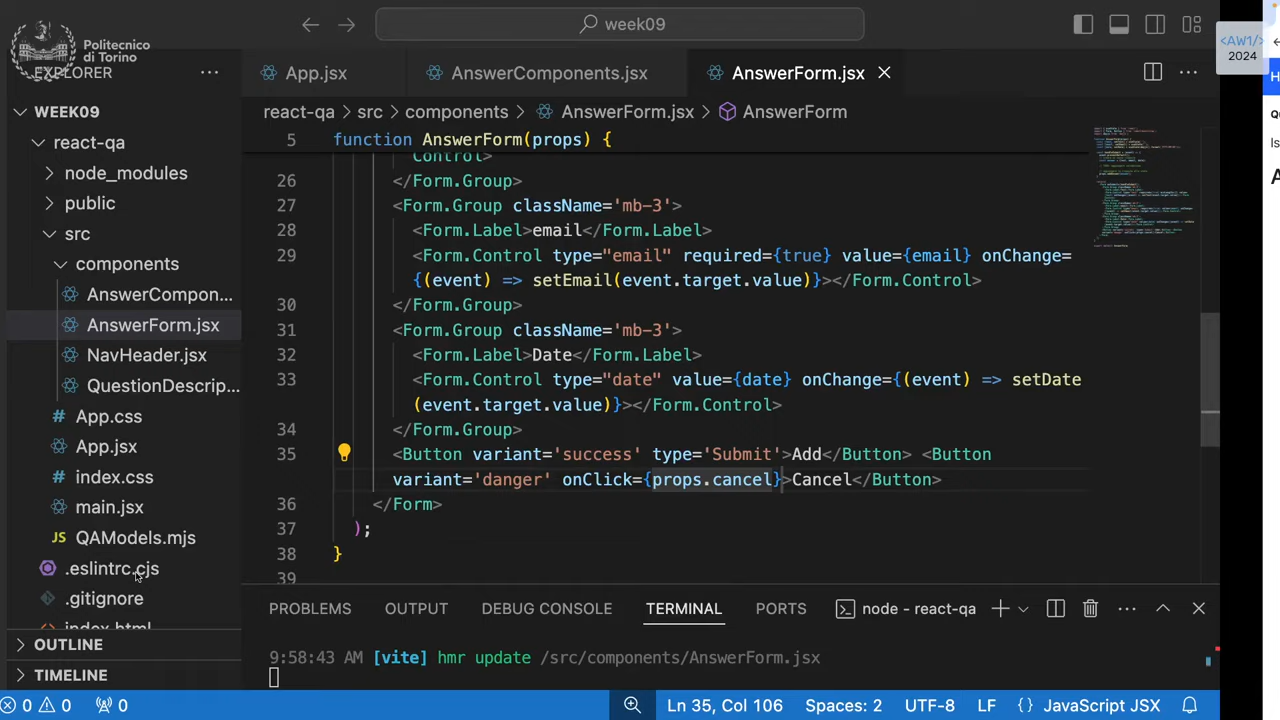 Politecnico
di Torino
week09
<AW1/>
2024
EXPLORER
App.jsx
AnswerComponents.jsx
AnswerForm.jsx
WEEK09
react-qa > src > components > AnswerForm.jsx > AnswerForm
react-qa
node_modules
public
src
components
AnswerCompon...
AnswerForm.jsx
NavHeader.jsx
QuestionDescrip...
App.css
App.jsx
index.css
main.jsx
QAModels.mjs
.eslintrc.cjs
.gitignore
index.html
OUTLINE
TIMELINE
5 function AnswerForm(props) {
Control>
26 </Form.Group>
27 <Form.Group className='mb-3'>
28 <Form.Label>email</Form.Label>
29 <Form.Control type="email" required={true} value={email} onChange=
{(event) => setEmail(event.target.value)}></Form.Control>
30 </Form.Group>
31 <Form.Group className='mb-3'>
32 <Form.Label>Date</Form.Label>
33 <Form.Control type="date" value={date} onChange={(event) => setDate
(event.target.value)}></Form.Control>
34 </Form.Group>
35 <Button variant='success' type='Submit'>Add</Button> <Button
variant='danger' onClick={props.cancel}>Cancel</Button>
36 </Form>
37 );
38 }
39
PROBLEMS OUTPUT DEBUG CONSOLE TERMINAL PORTS node - react-qa
9:58:43 AM [vite] hmr update /src/components/AnswerForm.jsx
0 0 0 Ln 35, Col 106 Spaces: 2 UTF-8 LF {} JavaScript JSX